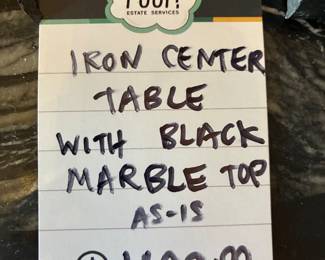 ESTATE SERVICES
IRON CENTER
TABLE
WITH BLACK
MARBLE TOP
AS-IS